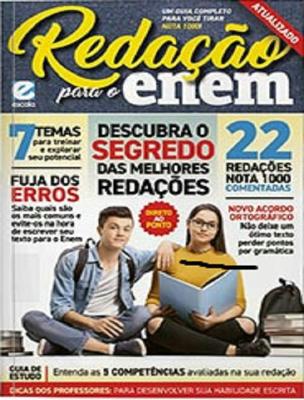 UM GUIA COMPLETO
PARA VOCÊ TIRAR
NOTA 1000!
ATUALIZADO
Redação
para o enem
e
escala
7 TEMAS
para treinar
e explorar
seu potencial
DESCUBRA O
SEGREDO
DAS MELHORES
REDAÇÕES
22
REDAÇÕES
NOTA 1000
COMENTADAS
FUJA DOS
ERROS
Saiba quais são
os mais comuns e
evite-os na hora
de escrever seu
texto para o Enem
DIRETO AO
PONTO
NOVO ACORDO
ORTOGRÁFICO
Não deixe um
ótimo texto
perder pontos
por gramática
GUIA DE
ESTUDO
Entenda as 5 COMPETÊNCIAS avaliadas na sua redação
DICAS DOS PROFESSORES: PARA DESENVOLVER SUA HABILIDADE ESCRITA